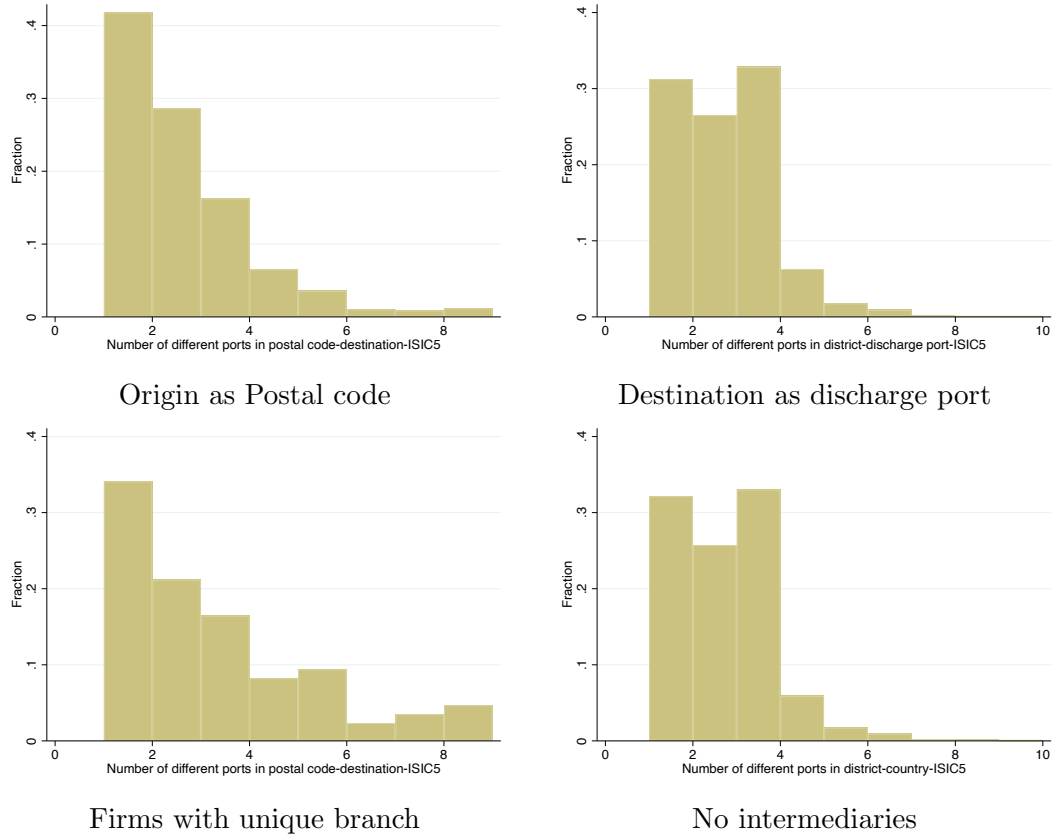 .4
.3
.2
.1
0
Fraction
0 2 4 6 8
Number of different ports in postal code-destination-ISIC5
Origin as Postal code
.4
.3
.2
.1
0
Fraction
0 2 4 6 8 10
Number of different ports in district-discharge port-ISIC5
Destination as discharge port
.4
.3
.2
.1
0
Fraction
0 2 4 6 8
Number of different ports in postal code-destination-ISIC5
Firms with unique branch
.4
.3
.2
.1
0
Fraction
0 2 4 6 8 10
Number of different ports in district-country-ISIC5
No intermediaries